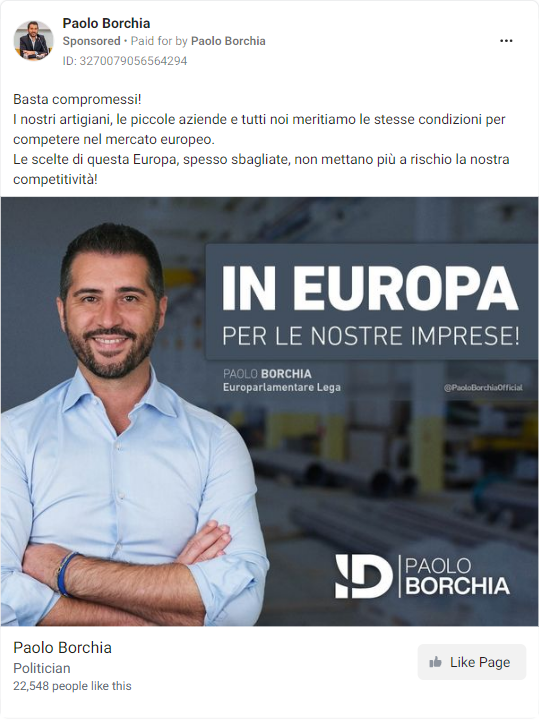 Paolo Borchia
Sponsored • Paid for by Paolo Borchia
ID: 3270079056564294
Basta compromessi!
I nostri artigiani, le piccole aziende e tutti noi meritiamo le stesse condizioni per
competere nel mercato europeo.
Le scelte di questa Europa, spesso sbagliate, non mettano più a rischio la nostra
competitività!
IN EUROPA
PER LE NOSTRE IMPRESE!
PAOLO BORCHIA
Europarlamentare Lega
@PaoloBorchiaOfficial
ID
PAOLO
BORCHIA
Paolo Borchia
Politician
22,548 people like this
Like Page